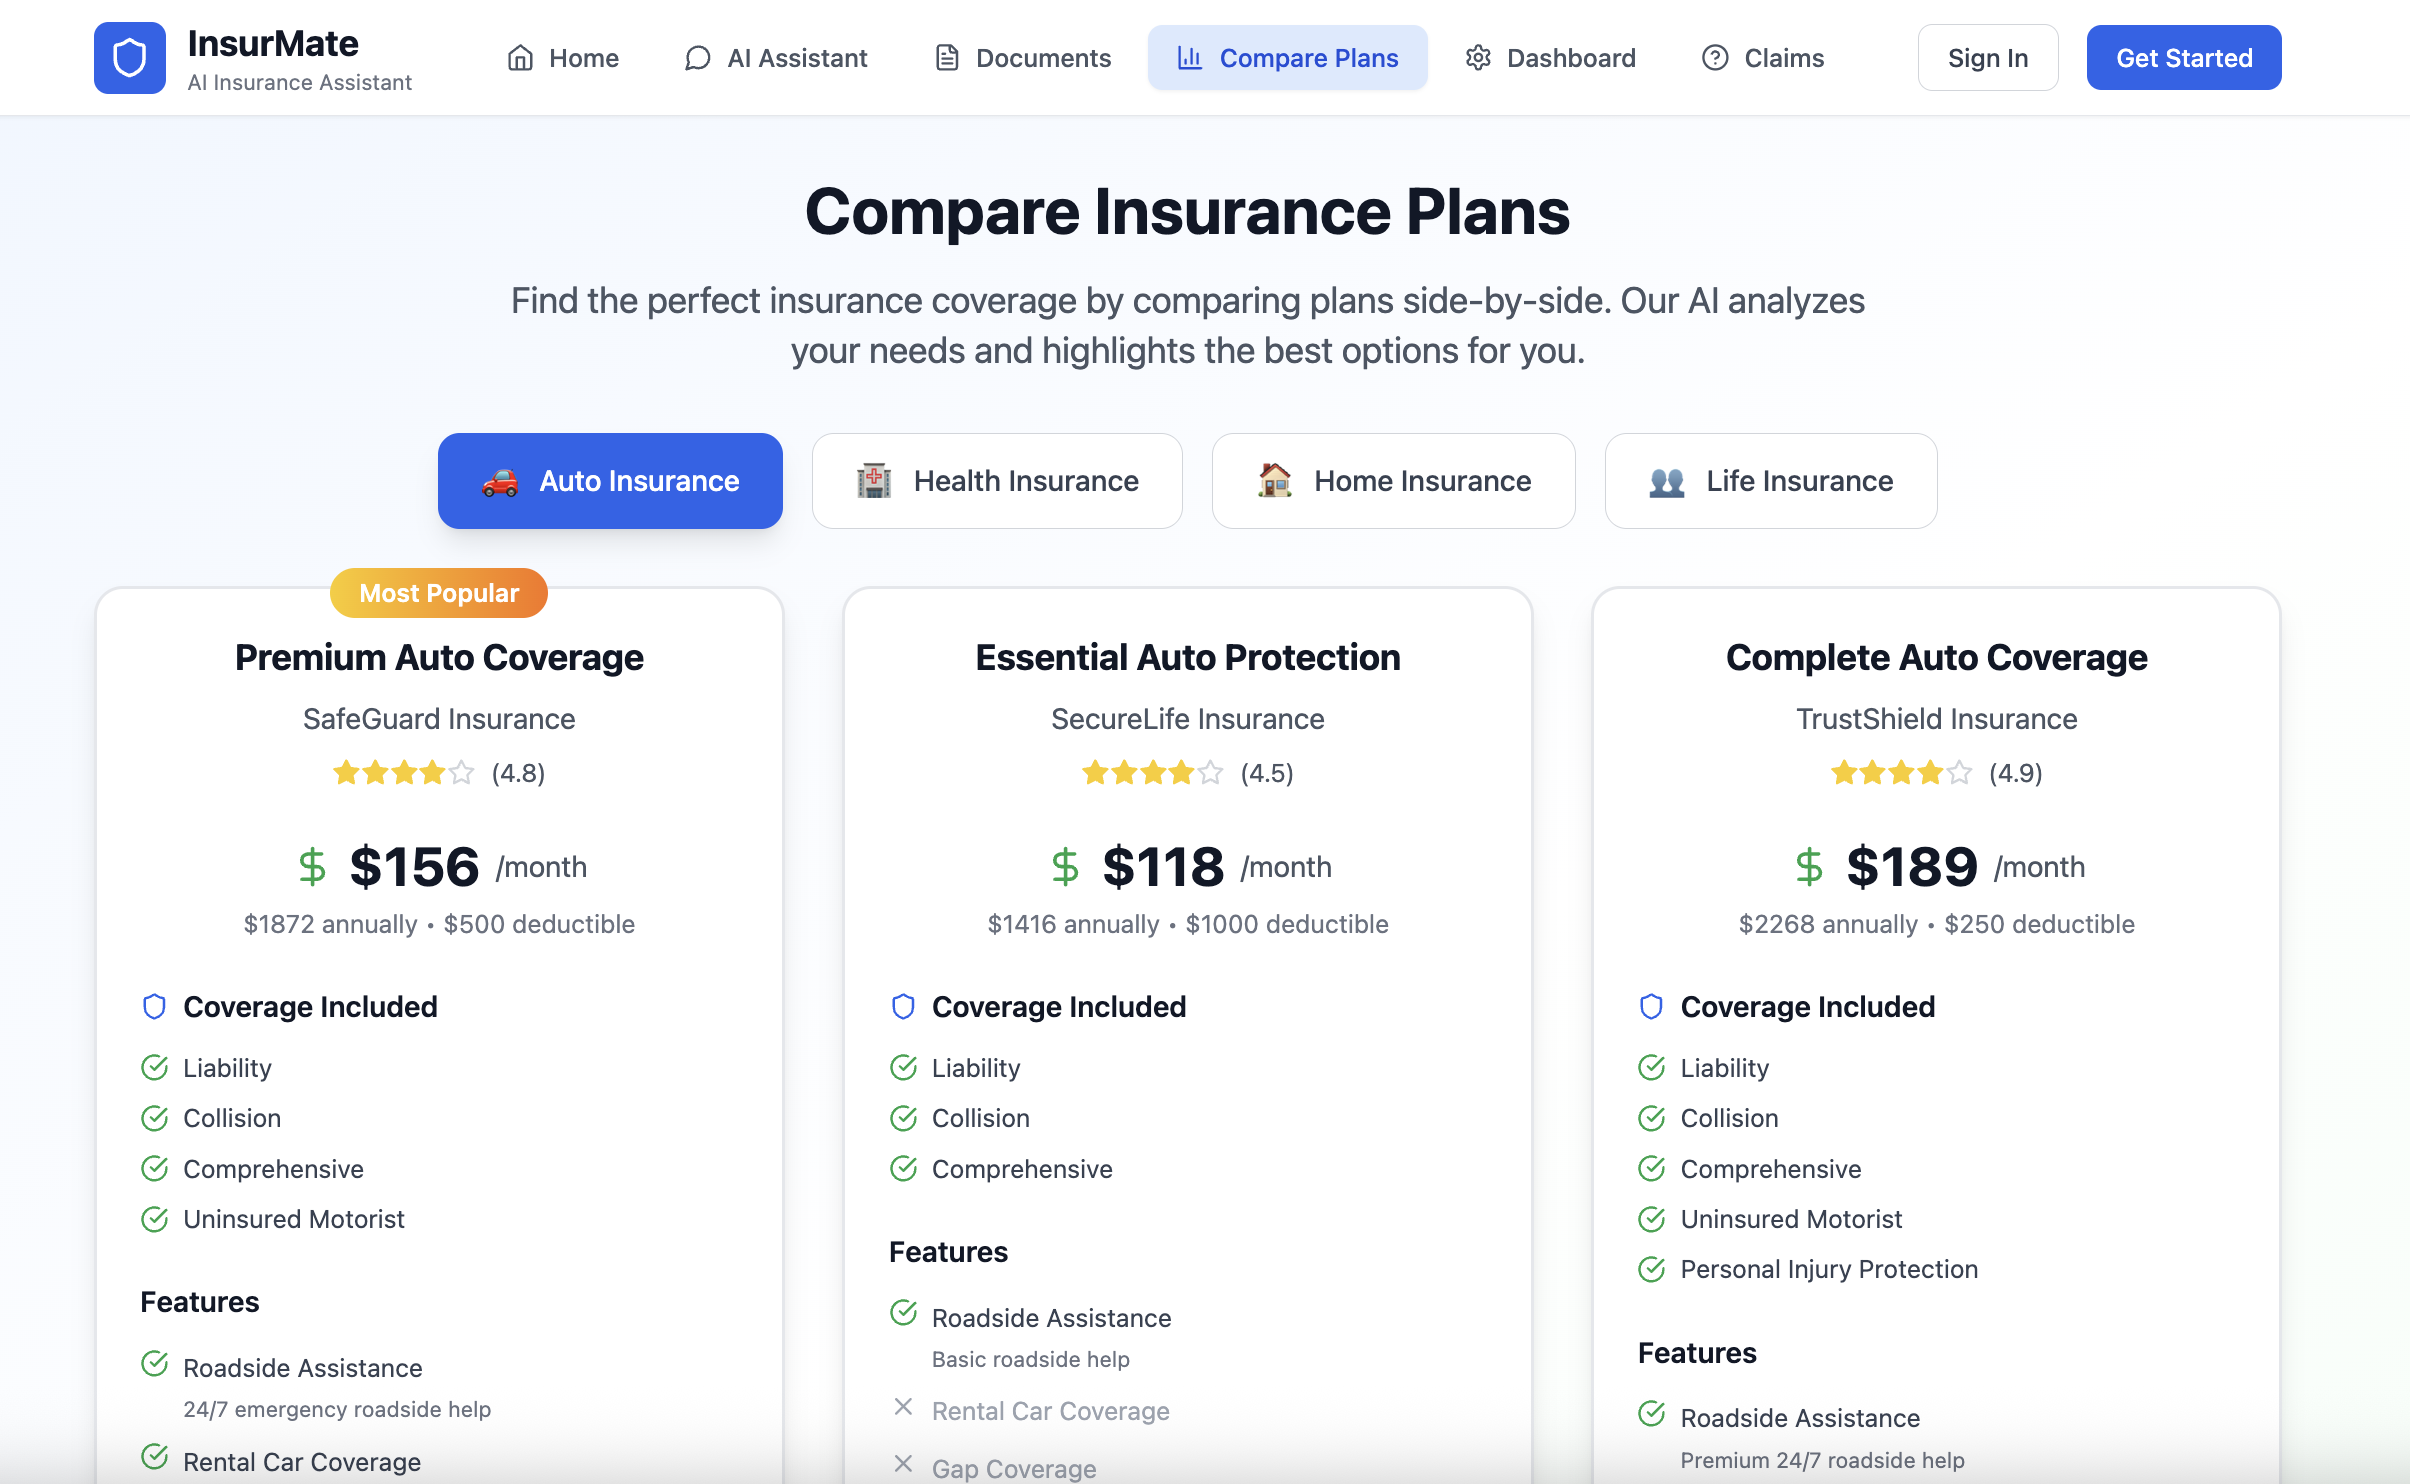 InsurMate
AI Insurance Assistant
Home
AI Assistant
Documents
Compare Plans
Dashboard
Claims
Sign In
Get Started
Compare Insurance Plans
Find the perfect insurance coverage by comparing plans side-by-side. Our AI analyzes
your needs and highlights the best options for you.
Auto Insurance
Health Insurance
Home Insurance
Life Insurance
Most Popular
Premium Auto Coverage
SafeGuard Insurance
(4.8)
$ $156 /month
$1872 annually • $500 deductible
Coverage Included
Liability
Collision
Comprehensive
Uninsured Motorist
Features
Roadside Assistance
24/7 emergency roadside help
Rental Car Coverage
Essential Auto Protection
SecureLife Insurance
(4.5)
$ $118 /month
$1416 annually • $1000 deductible
Coverage Included
Liability
Collision
Comprehensive
Features
Roadside Assistance
Basic roadside help
Rental Car Coverage
Gap Coverage
Complete Auto Coverage
TrustShield Insurance
(4.9)
$ $189 /month
$2268 annually • $250 deductible
Coverage Included
Liability
Collision
Comprehensive
Uninsured Motorist
Personal Injury Protection
Features
Roadside Assistance
Premium 24/7 roadside help